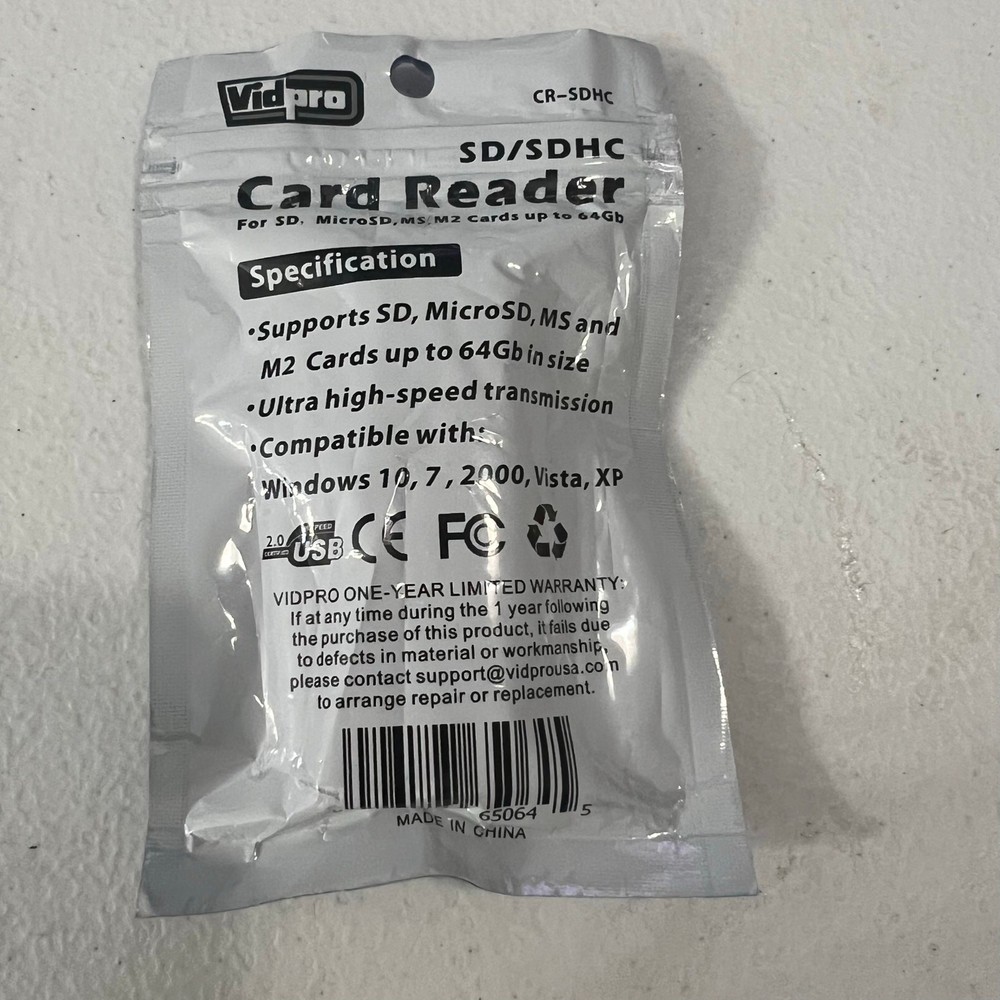 Vidpro
CR-SDHC
SD/SDHC
Card Reader
For SD, MicroSD, MS, M2 Cards up to 64Gb
Specification
•Supports SD, MicroSD, MS and
M2 Cards up to 64Gb in size
•Ultra high-speed transmission
•Compatible with:
Windows 10, 7, 2000, Vista, XP
2.0
USB
CE FC
VIDPRO ONE-YEAR LIMITED WARRANTY:
If at any time during the 1 year following
the purchase of this product, it fails due
to defects in material or workmanship,
please contact support@vidprousa.com
to arrange repair or replacement.
65064 5
MADE IN CHINA